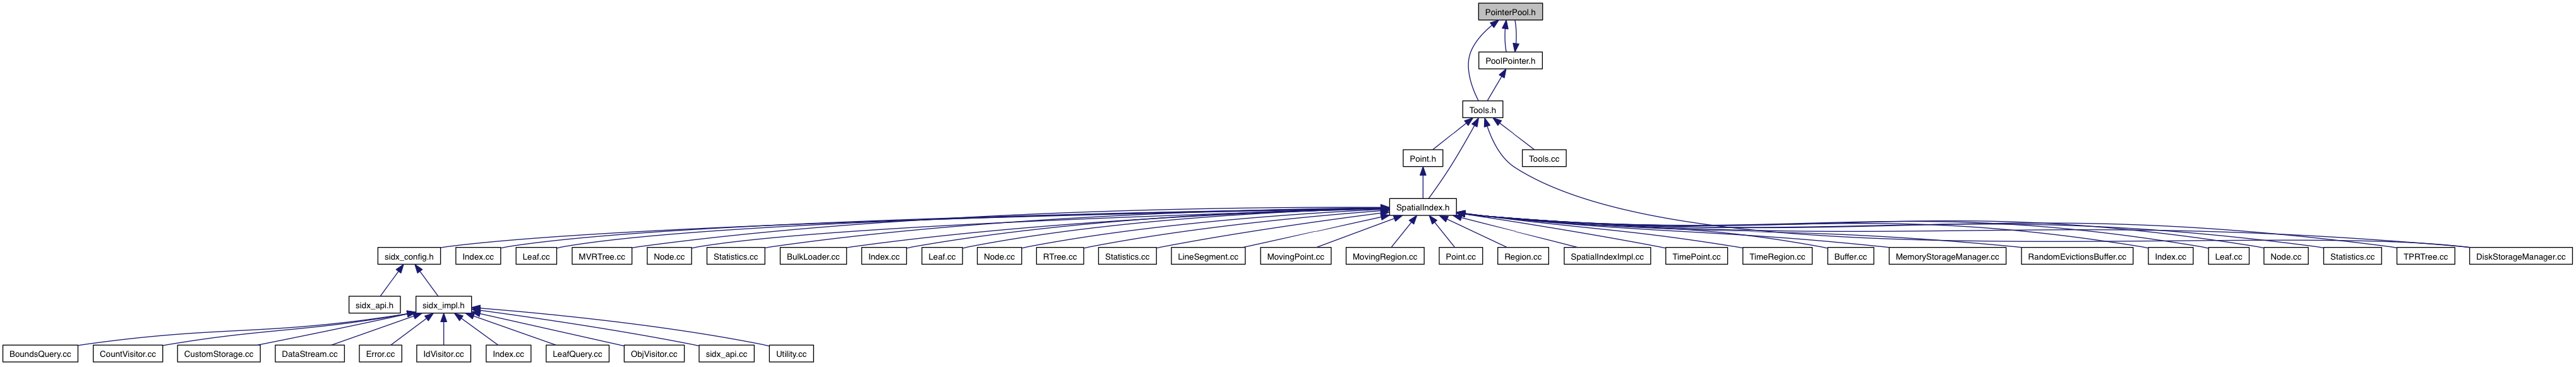 PointerPool.h
PoolPointer.h
Tools.h
Point.h
Tools.cc
SpatialIndex.h
sidx_config.h
Index.cc
Leaf.cc
MVRTree.cc
Node.cc
Statistics.cc
BulkLoader.cc
Index.cc
Leaf.cc
Node.cc
RTree.cc
Statistics.cc
LineSegment.cc
MovingPoint.cc
MovingRegion.cc
Point.cc
Region.cc
SpatialIndexImpl.cc
TimePoint.cc
TimeRegion.cc
Buffer.cc
MemoryStorageManager.cc
RandomEvictionsBuffer.cc
Index.cc
Leaf.cc
Node.cc
Statistics.cc
TPRTree.cc
DiskStorageManager.cc
sidx_api.h
sidx_impl.h
BoundsQuery.cc
CountVisitor.cc
CustomStorage.cc
DataStream.cc
Error.cc
IdVisitor.cc
Index.cc
LeafQuery.cc
ObjVisitor.cc
sidx_api.cc
Utility.cc